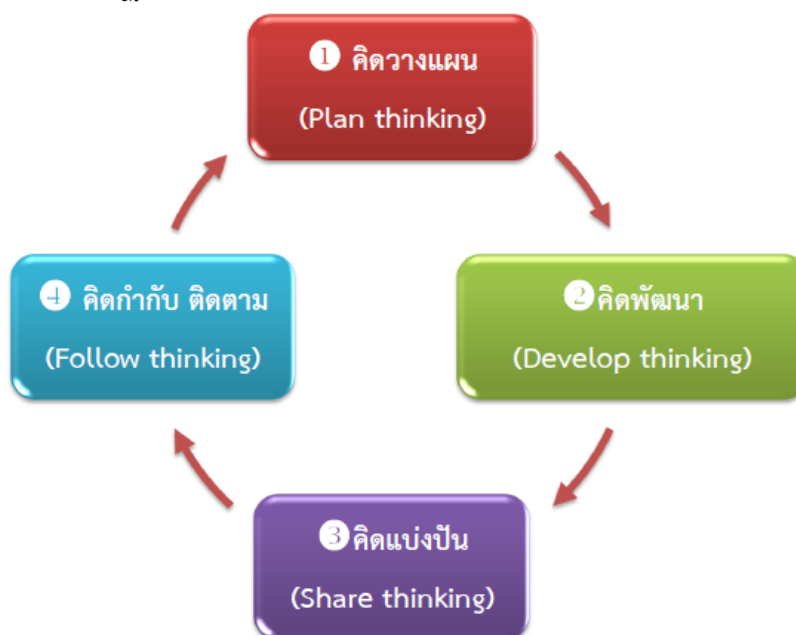 ❶ คิดวางแผน
(Plan thinking)
❷คิดพัฒนา
(Develop thinking)
❸คิดแบ่งปัน
(Share thinking)
❹ คิดกำกับ ติดตาม
(Follow thinking)